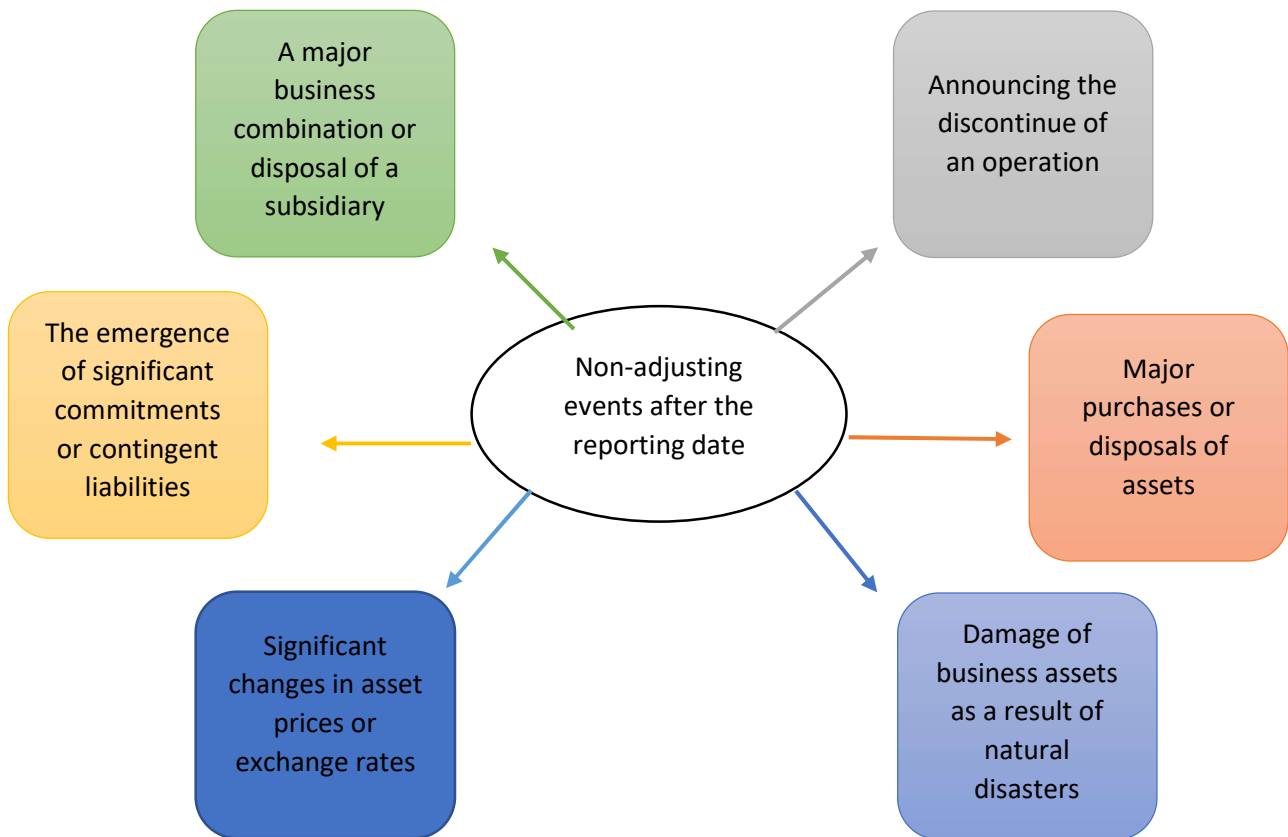 A major
business
combination or
disposal of a
subsidiary
Announcing the
discontinue of
an operation
The emergence
of significant
commitments
or contingent
liabilities
Non-adjusting
events after the
reporting date
Major
purchases or
disposals of
assets
Significant
changes in asset
prices or
exchange rates
Damage of
business assets
as a result of
natural
disasters